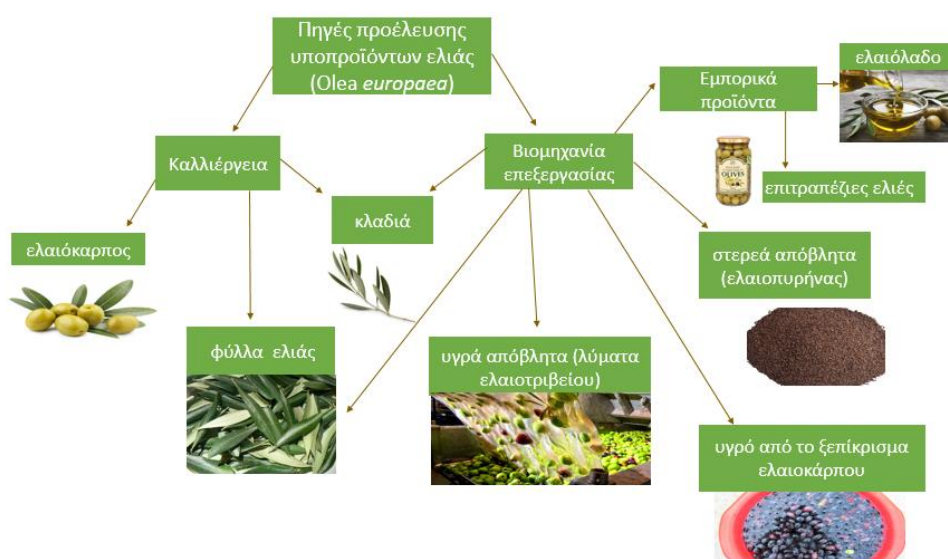 Πηγές προέλευσης
υποπροϊόντων ελιάς
(Olea europaea)
Εμπορικά
προϊόντα
ελαιόλαδο
Καλλιέργεια
Βιομηχανία
επεξεργασίας
OLIVES
επιτραπέζιες ελιές
κλαδιά
ελαιόκαρπος
στερεά απόβλητα
(ελαιοπυρήνας)
φύλλα ελιάς
υγρά απόβλητα (λύματα
ελαιοτριβείου)
υγρό από το ξεπίκρισμα
ελαιοκάρπου